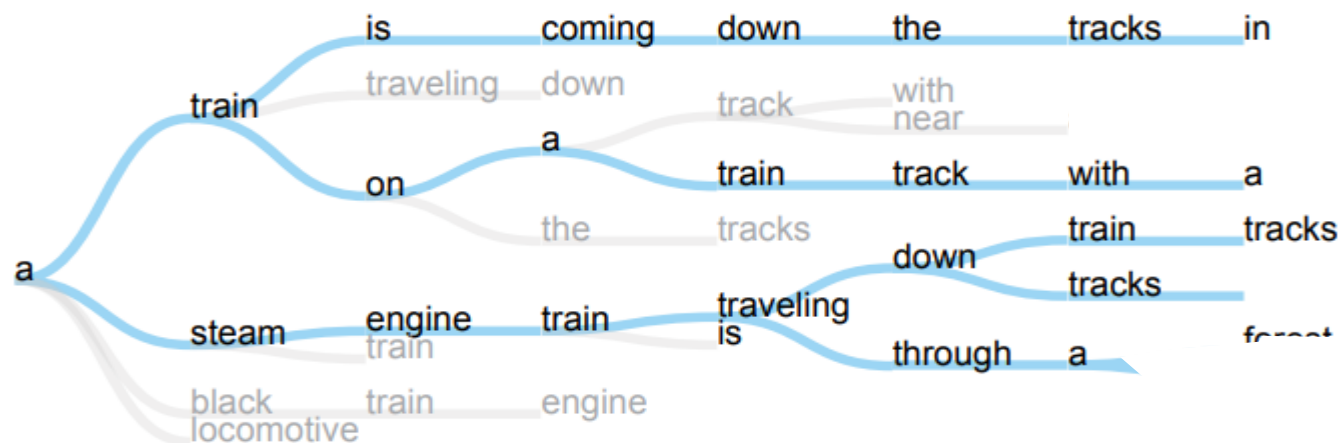 is coming down the tracks in
traveling down
train
track with
near
a
on
train track with a
the tracks
train tracks
down
a
tracks
traveling
steam engine train
is
train
through a
black train engine
locomotive